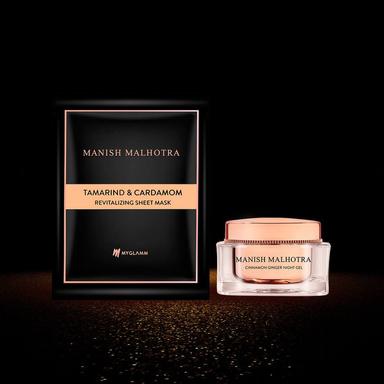 MANISH MALHOTRA
TAMARIND & CARDAMOM
REVITALIZING SHEET MASK
MYGLAMM
MANISH MALHOTRA
CINNAMON GINGER NIGHT GEL